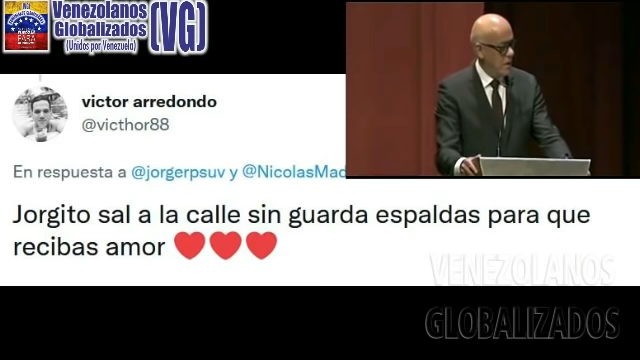 Venezolanos
Globalizados
(Unidos por Venezuela)
(VG)
victor arredondo
@victhor88
En respuesta a @jorgerpsuv y @NicolasMad
Jorgito sal a la calle sin guarda espaldas para que
recibas amor ❤️❤️❤️
VENEZOLANOS
GLOBALIZADOS